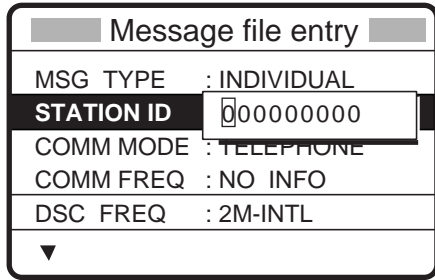 Message file entry
MSG TYPE : INDIVIDUAL
STATION ID 000000000
COMM MODE : TELEPHONE
COMM FREQ : NO INFO
DSC FREQ : 2M-INTL
▼